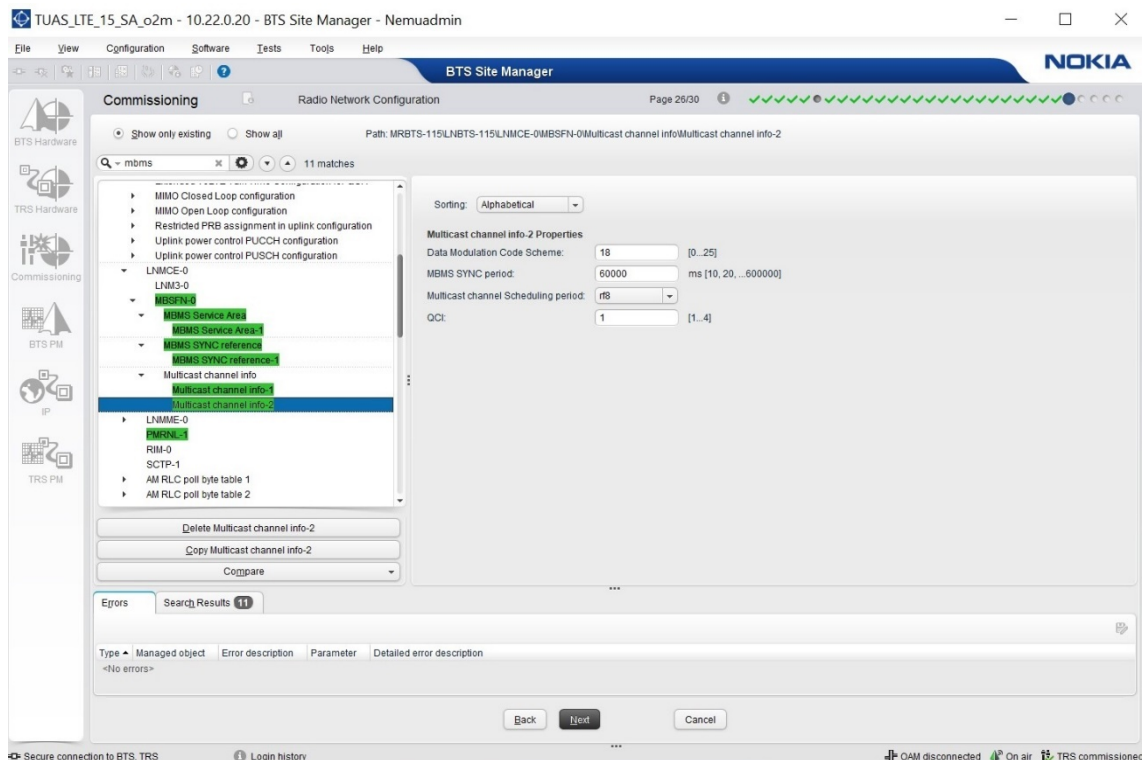 TUAS_LTE_15_SA_o2m - 10.22.0.20 - BTS Site Manager - Nemuadmin
File View Configuration Software Tests Tools Help
NOKIA
BTS Site Manager
Commissioning Radio Network Configuration Page 26/30
Show only existing Show all Path: MRBTS-115\LNBTS-115\LNMCE-0\MBSFN-0\Multicast channel info\Multicast channel info-2
mbms 11 matches
BTS Hardware
TRS Hardware
Commissioning
BTS PM
IP
TRS PM
MIMO Closed Loop configuration
MIMO Open Loop configuration
Restricted PRB assignment in uplink configuration
Uplink power control PUCCH configuration
Uplink power control PUSCH configuration
LNMCE-0
LNM3-0
MBSFN-0
MBMS Service Area
MBMS Service Area-1
MBMS SYNC reference
MBMS SYNC reference-1
Multicast channel info
Multicast channel info-1
Multicast channel info-2
LNMME-0
PMRNL-1
RIM-0
SCTP-1
AM RLC poll byte table 1
AM RLC poll byte table 2
Delete Multicast channel info-2
Copy Multicast channel info-2
Compare
Sorting: Alphabetical
Multicast channel info-2 Properties
Data Modulation Code Scheme: 18 [0..25]
MBMS SYNC period: 60000 ms [10, 20, ...600000]
Multicast channel Scheduling period: rf8
QCI: 1 [1...4]
Errors Search Results 11
Type Managed object Error description Parameter Detailed error description
<No errors>
Back Next Cancel
Secure connection to BTS, TRS Login history OAM disconnected On air TRS commissioned